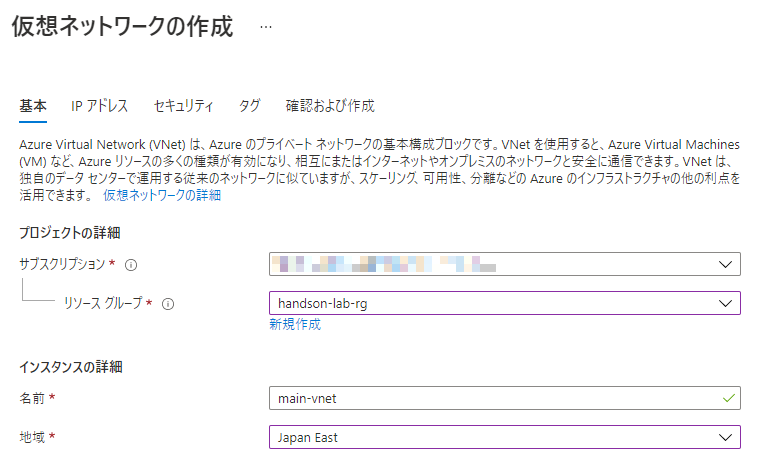 仮想ネットワークの作成 …
基本 IP アドレス セキュリティ タグ 確認および作成
Azure Virtual Network (VNet) は、Azure のプライベート ネットワークの基本構成ブロックです。VNet を使用すると、Azure Virtual Machines
(VM) など、Azure リソースの多くの種類が有効になり、相互にまたはインターネットやオンプレミスのネットワークと安全に通信できます。VNet は、
独自のデータ センターで運用する従来のネットワークに似ていますが、スケーリング、可用性、分離などの Azure のインフラストラクチャの他の利点を
活用できます。 仮想ネットワークの詳細
プロジェクトの詳細
サブスクリプション *
リソース グループ * handson-lab-rg
新規作成
インスタンスの詳細
名前 * main-vnet
地域 * Japan East